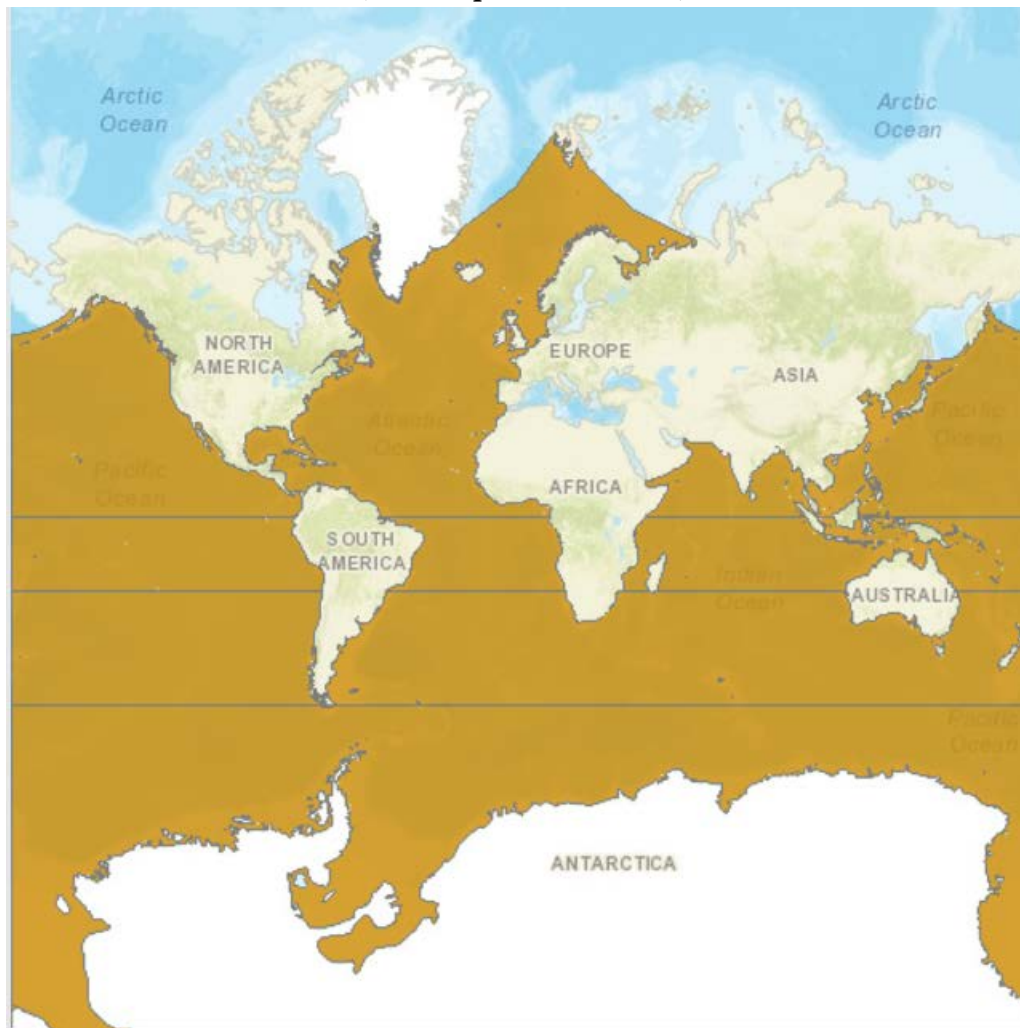 Arctic
Ocean
Arctic
Ocean
NORTH
AMERICA
EUROPE
ASIA
Atlantic
Ocean
Pacific
Ocean
Pacific
Ocean
AFRICA
SOUTH
AMERICA
Indian
Ocean
AUSTRALIA
Pacific
Ocean
ANTARCTICA